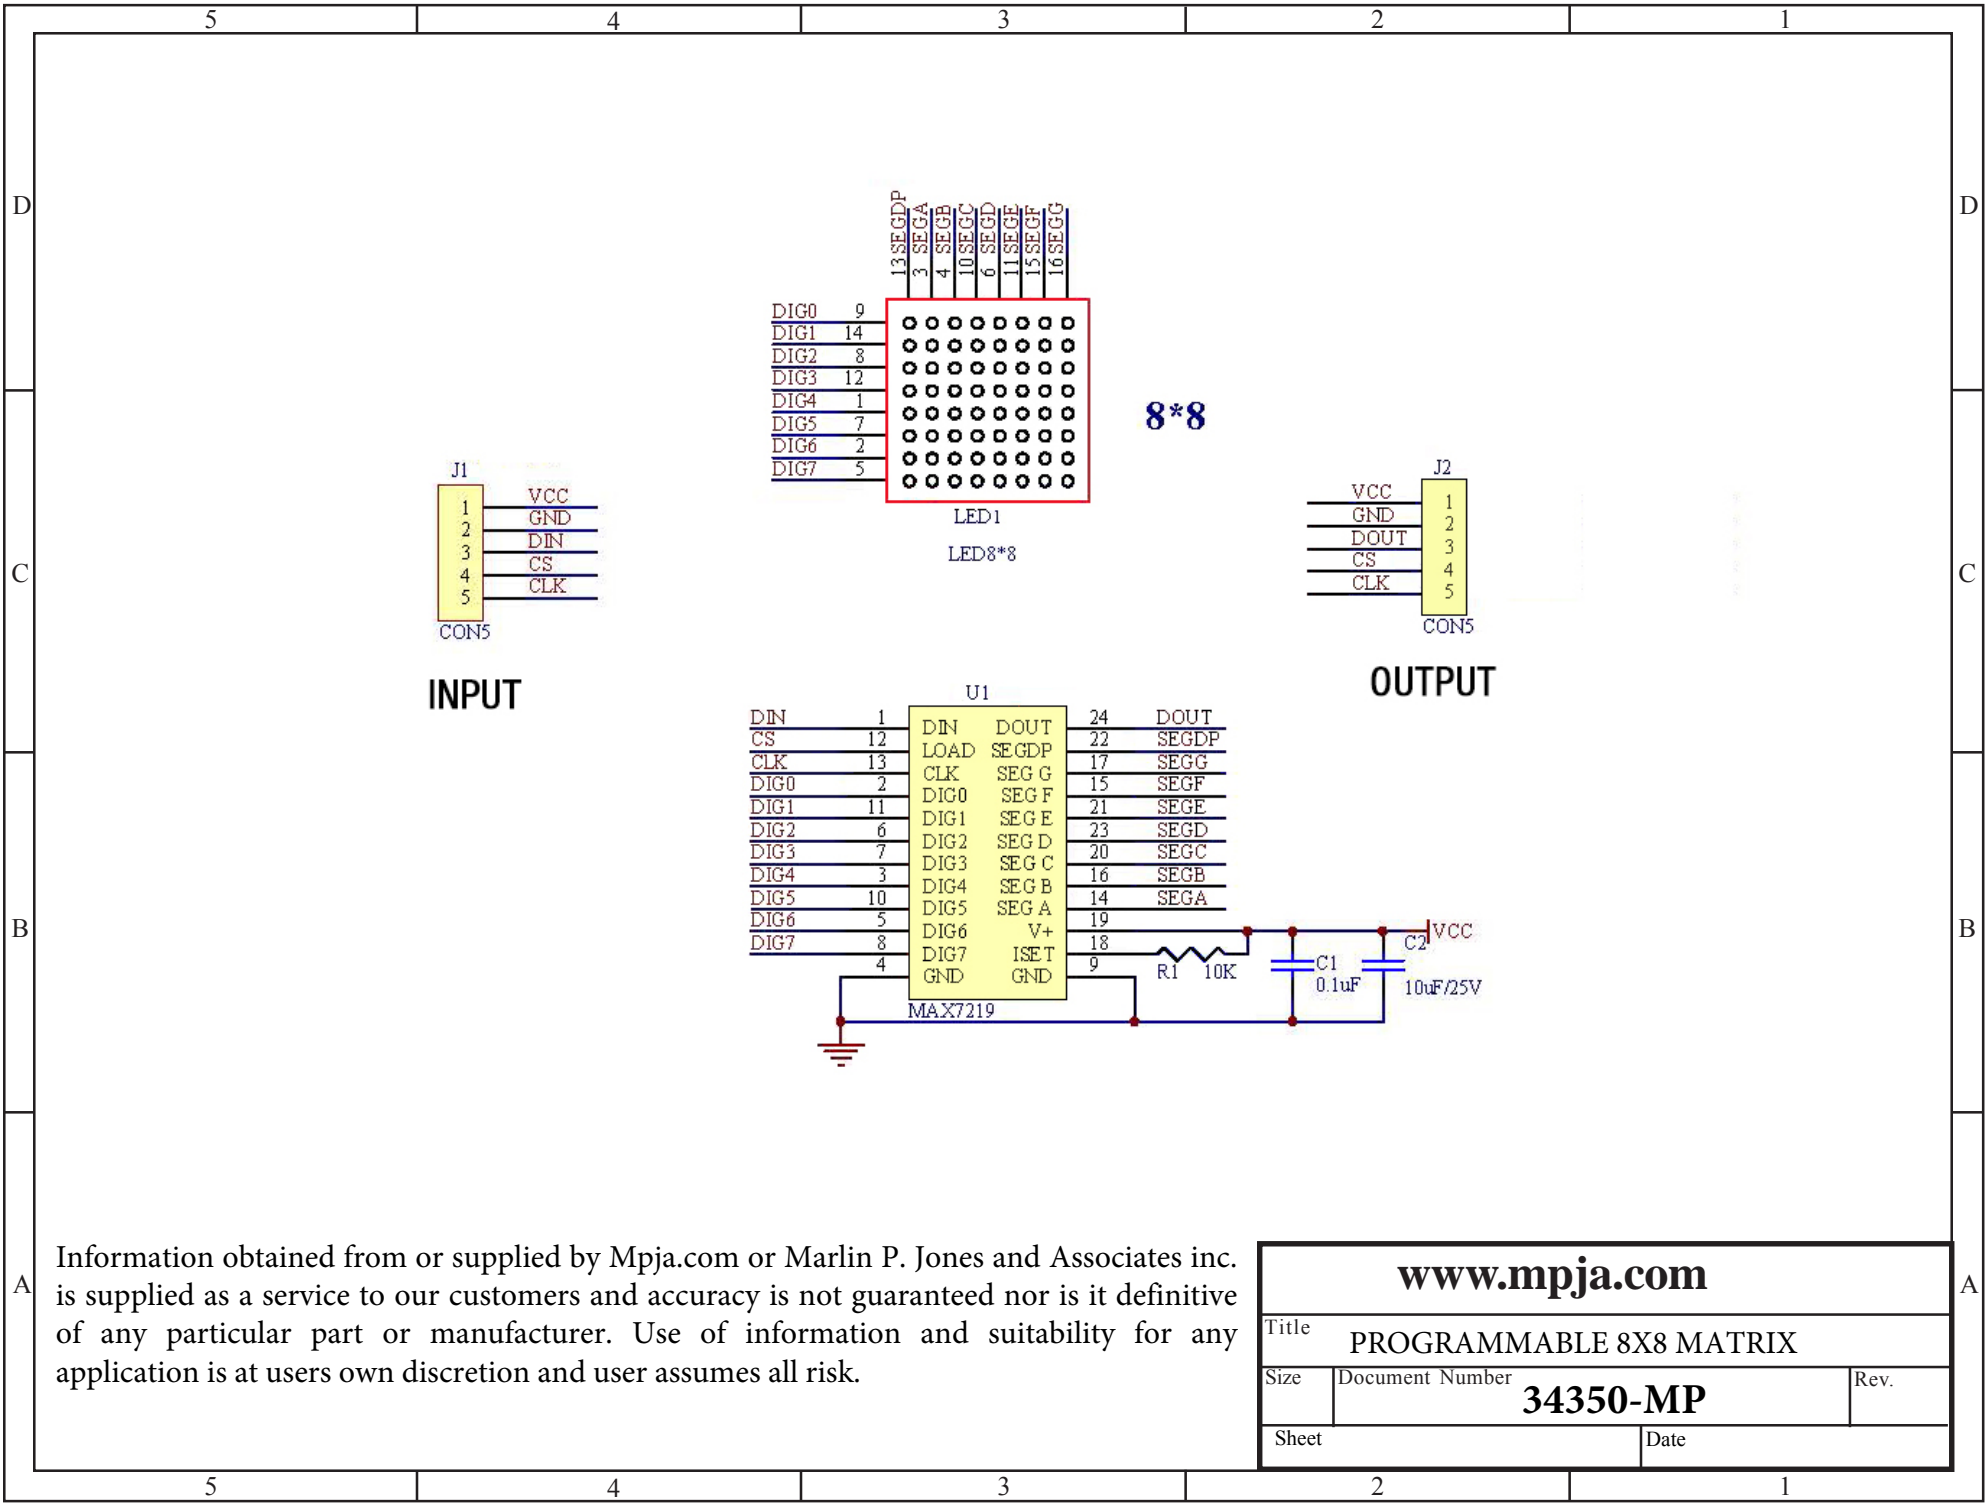 5 4 3 2 1
D D
13 SEGDP
3 SEGA
4 SEGB
10 SEGC
6 SEGD
11 SEGE
15 SEGF
16 SEGG
DIG0 9
DIG1 14
DIG2 8
DIG3 12
DIG4 1
DIG5 7
DIG6 2
DIG7 5
8*8
LED1
LED8*8
J1
1 VCC
2 GND
3 DIN
4 CS
5 CLK
CON5
INPUT
J2
VCC 1
GND 2
DOUT 3
CS 4
CLK 5
CON5
OUTPUT
C C
U1
DIN 1 DIN DOUT 24 DOUT
CS 12 LOAD SEGDP 22 SEGDP
CLK 13 CLK SEG G 17 SEGG
DIG0 2 DIG0 SEG F 15 SEGF
DIG1 11 DIG1 SEG E 21 SEGE
DIG2 6 DIG2 SEG D 23 SEGD
DIG3 7 DIG3 SEG C 20 SEGC
DIG4 3 DIG4 SEG B 16 SEGB
DIG5 10 DIG5 SEG A 14 SEGA
DIG6 5 DIG6 V+ 19
DIG7 8 DIG7 ISET 18
4 GND GND 9
MAX7219
R1 10K
C1
0.1uF
C2
10uF/25V
VCC
B B
A A
Information obtained from or supplied by Mpja.com or Marlin P. Jones and Associates inc.
is supplied as a service to our customers and accuracy is not guaranteed nor is it definitive
of any particular part or manufacturer. Use of information and suitability for any
application is at users own discretion and user assumes all risk.
www.mpja.com
Title PROGRAMMABLE 8X8 MATRIX
Size Document Number 34350-MP Rev.
Sheet Date
5 4 3 2 1